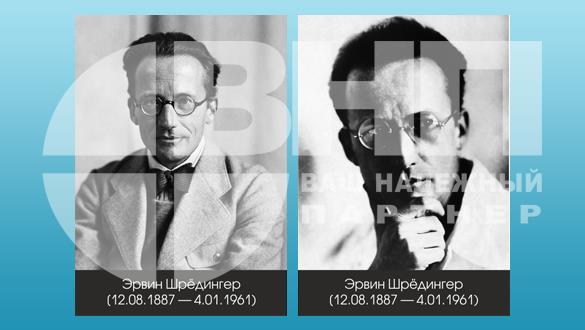 ВНП
ВАШ НАДЕЖНЫЙ
ПАРТНЕР
Эрвин Шрёдингер
(12.08.1887 — 4.01.1961)
Эрвин Шрёдингер
(12.08.1887 — 4.01.1961)